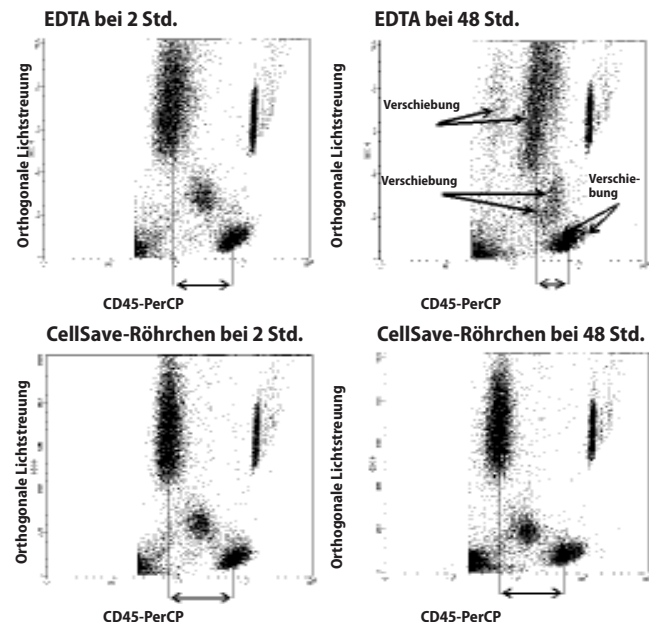 EDTA bei 2 Std.
Orthogonale Lichtstreuung
CD45-PerCP
EDTA bei 48 Std.
Orthogonale Lichtstreuung
Verschiebung
Verschiebung
Verschie-
bung
CD45-PerCP
CellSave-Röhrchen bei 2 Std.
Orthogonale Lichtstreuung
CD45-PerCP
CellSave-Röhrchen bei 48 Std.
Orthogonale Lichtstreuung
CD45-PerCP